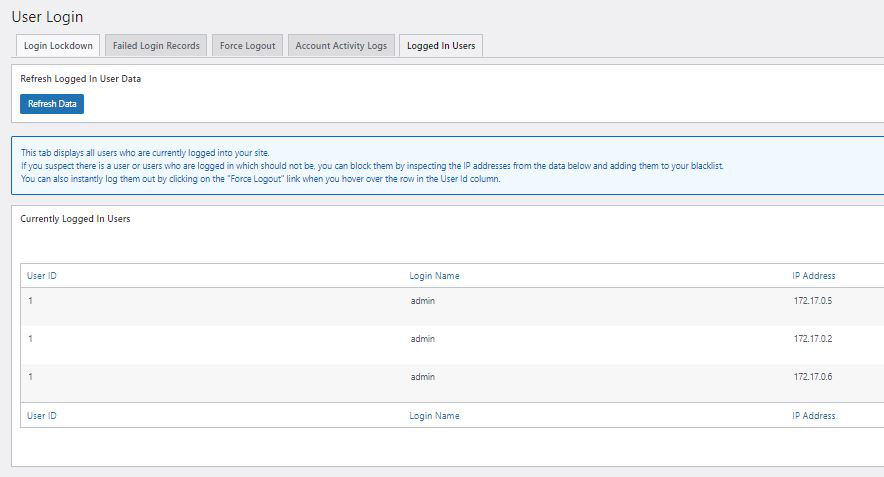 User Login
Login Lockdown Failed Login Records Force Logout Account Activity Logs Logged In Users
Refresh Logged In User Data
Refresh Data
This tab displays all users who are currently logged into your site.
If you suspect there is a user or users who are logged in which should not be, you can block them by inspecting the IP addresses from the data below and adding them to your blacklist.
You can also instantly log them out by clicking on the "Force Logout" link when you hover over the row in the User Id column.
Currently Logged In Users
User ID Login Name IP Address
1 admin 172.17.0.5
1 admin 172.17.0.2
1 admin 172.17.0.6
User ID Login Name IP Address